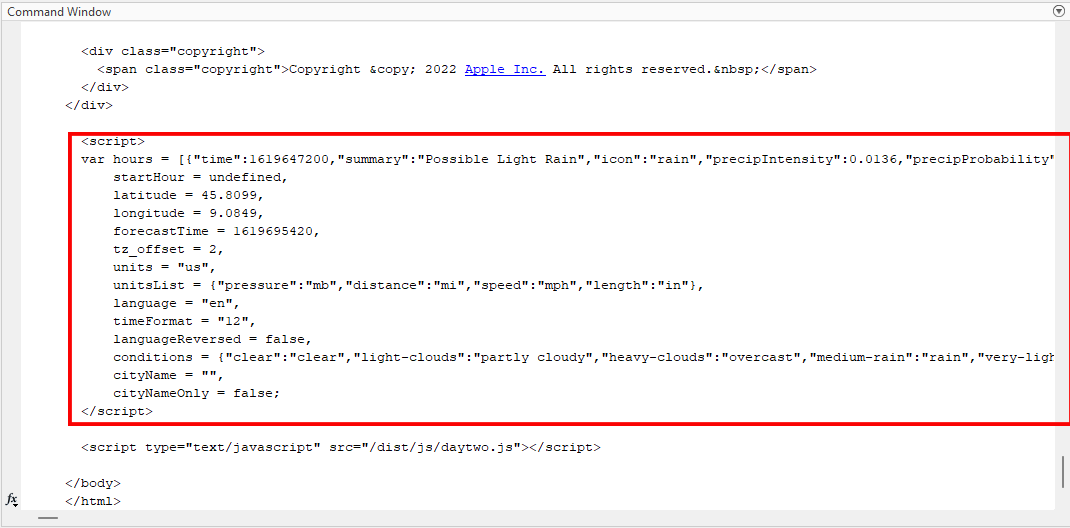 Command Window
<div class="copyright">
<span class="copyright">Copyright &copy; 2022 Apple Inc. All rights reserved.&nbsp;</span>
</div>
</div>
<script>
var hours = [{"time":1619647200,"summary":"Possible Light Rain","icon":"rain","precipIntensity":0.0136,"precipProbability"
startHour = undefined,
latitude = 45.8099,
longitude = 9.0849,
forecastTime = 1619695420,
tz_offset = 2,
units = "us",
unitsList = {"pressure":"mb","distance":"mi","speed":"mph","length":"in"},
language = "en",
timeFormat = "12",
languageReversed = false,
conditions = {"clear":"clear","light-clouds":"partly cloudy","heavy-clouds":"overcast","medium-rain":"rain","very-ligh
cityName = "",
cityNameOnly = false;
</script>
<script type="text/javascript" src="/dist/js/daytwo.js"></script>
</body>
</html>
fx